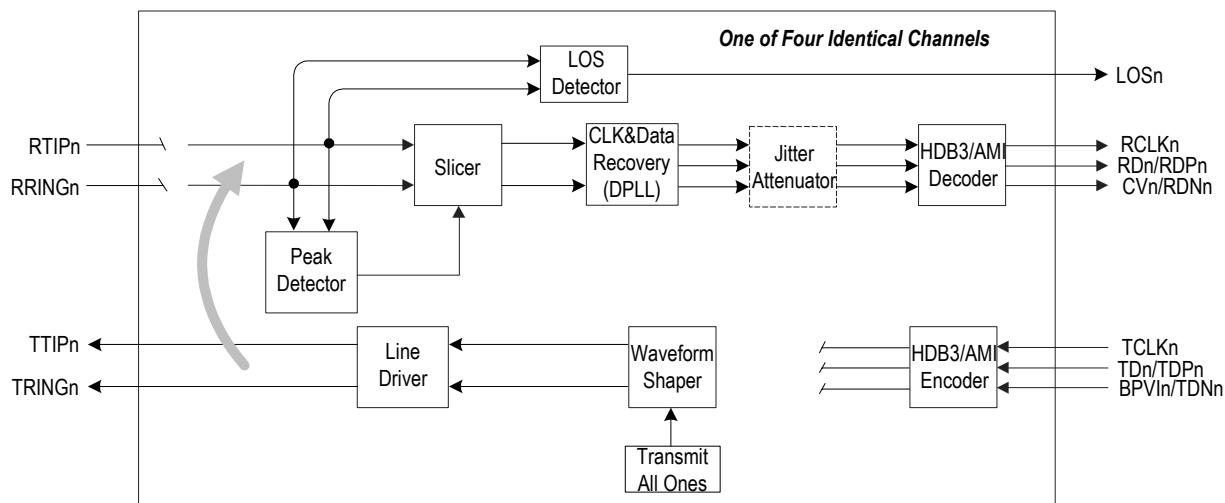 One of Four Identical Channels
LOS
Detector
LOSn
RTIPn
RRINGn
Slicer
CLK&Data
Recovery
(DPLL)
Jitter
Attenuator
HDB3/AMI
Decoder
RCLKn
RDn/RDPn
CVn/RDNn
Peak
Detector
TTIPn
TRINGn
Line
Driver
Waveform
Shaper
HDB3/AMI
Encoder
TCLKn
TDn/TDPn
BPVIn/TDNn
Transmit
All Ones